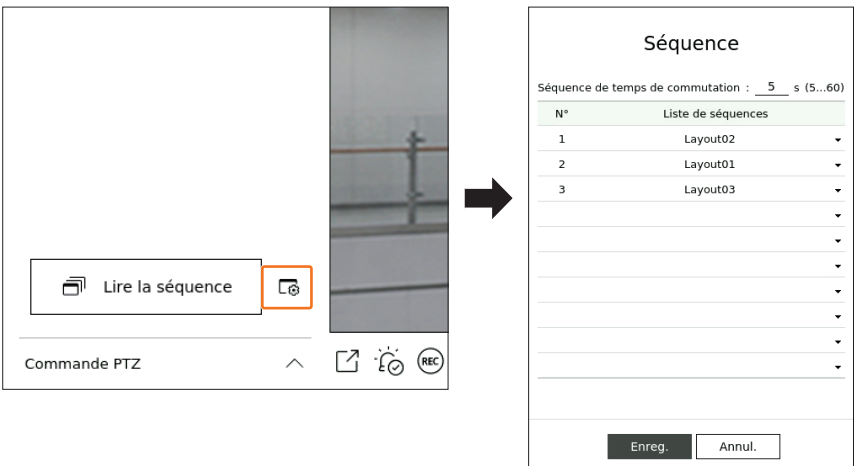 Lire la séquence
Commande PTZ
REC
Séquence
Séquence de temps de commutation : 5 s (5...60)
N° Liste de séquences
1 Layout02
2 Layout01
3 Layout03
Enreg. Annul.